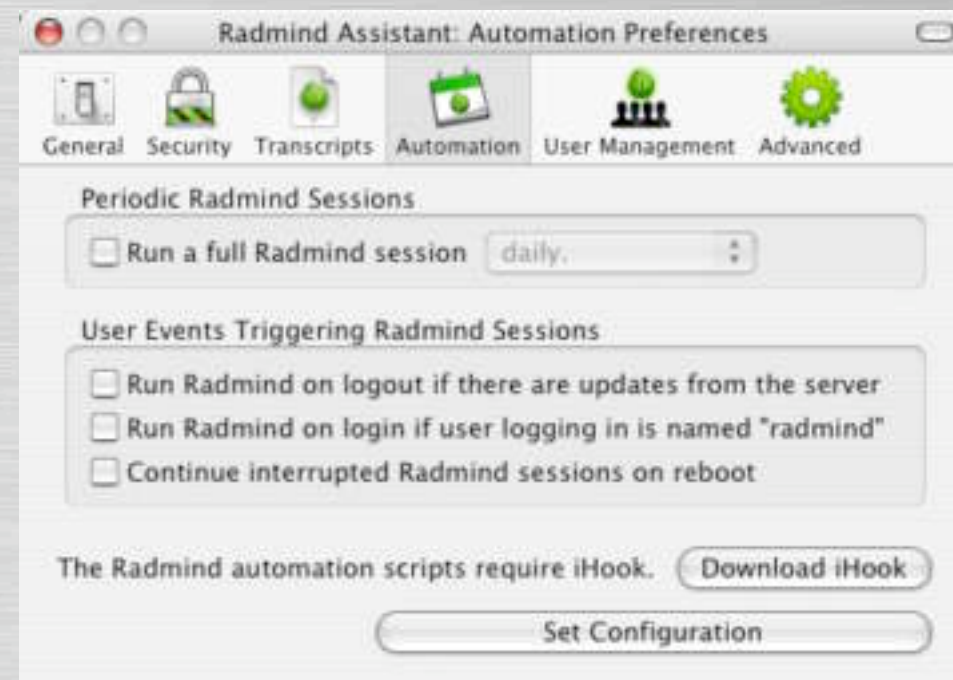 Radmind Assistant: Automation Preferences
General Security Transcripts Automation User Management Advanced
Periodic Radmind Sessions
Run a full Radmind session daily.
User Events Triggering Radmind Sessions
Run Radmind on logout if there are updates from the server
Run Radmind on login if user logging in is named "radmind"
Continue interrupted Radmind sessions on reboot
The Radmind automation scripts require iHook. Download iHook
Set Configuration